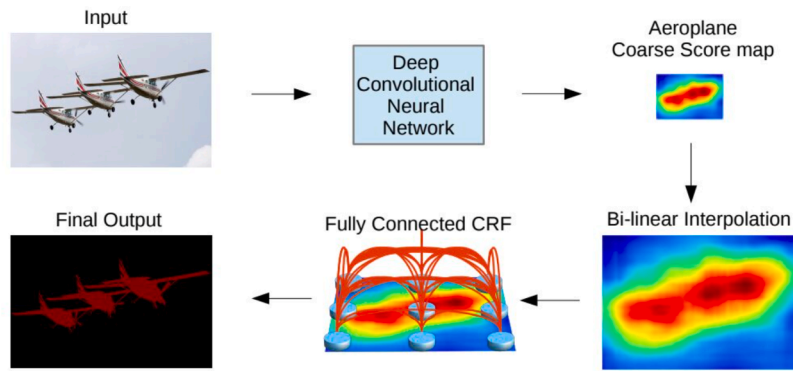 Input
Deep
Convolutional
Neural
Network
Aeroplane
Coarse Score map
Final Output
Fully Connected CRF
Bi-linear Interpolation